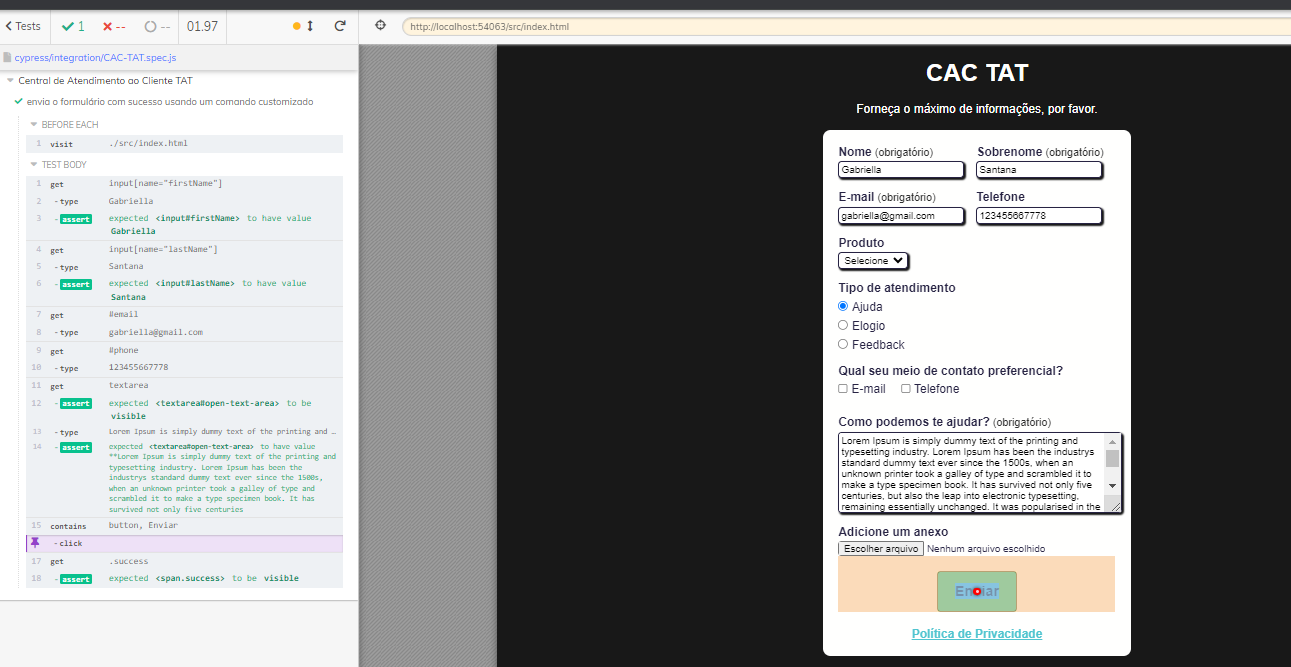 Tests
1
--
--
01.97
http://localhost:54063/src/index.html
cypress/integration/CAC-TAT.spec.js
Central de Atendimento ao Cliente TAT
envia o formulário com sucesso usando um comando customizado
BEFORE EACH
1 visit ./src/index.html
TEST BODY
1 get input[name="firstName"]
2 -type Gabriella
3 -assert expected <input#firstName> to have value
Gabriella
4 get input[name="lastName"]
5 -type Santana
6 -assert expected <input#lastName> to have value
Santana
7 get #email
8 -type gabriella@gmail.com
9 get #phone
10 -type 123455667778
11 get textarea
12 -assert expected <textarea#open-text-area> to be
visible
13 -type Lorem Ipsum is simply dummy text of the printing and …
14 -assert expected <textarea#open-text-area> to have value
**Lorem Ipsum is simply dummy text of the printing and
typesetting industry. Lorem Ipsum has been the
industrys standard dummy text ever since the 1500s,
when an unknown printer took a galley of type and
scrambled it to make a type specimen book. It has
survived not only five centuries
15 contains button, Enviar
-click
17 get .success
18 -assert expected <span.success> to be visible
CAC TAT
Forneça o máximo de informações, por favor.
Nome (obrigatório) Sobrenome (obrigatório)
Gabriella Santana
E-mail (obrigatório) Telefone
gabriella@gmail.com 123455667778
Produto
Selecione
Tipo de atendimento
Ajuda
Elogio
Feedback
Qual seu meio de contato preferencial?
E-mail Telefone
Como podemos te ajudar? (obrigatório)
Lorem Ipsum is simply dummy text of the printing and
typesetting industry. Lorem Ipsum has been the industrys
standard dummy text ever since the 1500s, when an
unknown printer took a galley of type and scrambled it to
make a type specimen book. It has survived not only five
centuries, but also the leap into electronic typesetting,
remaining essentially unchanged. It was popularised in the
Adicione um anexo
Escolher arquivo Nenhum arquivo escolhido
Enviar
Política de Privacidade